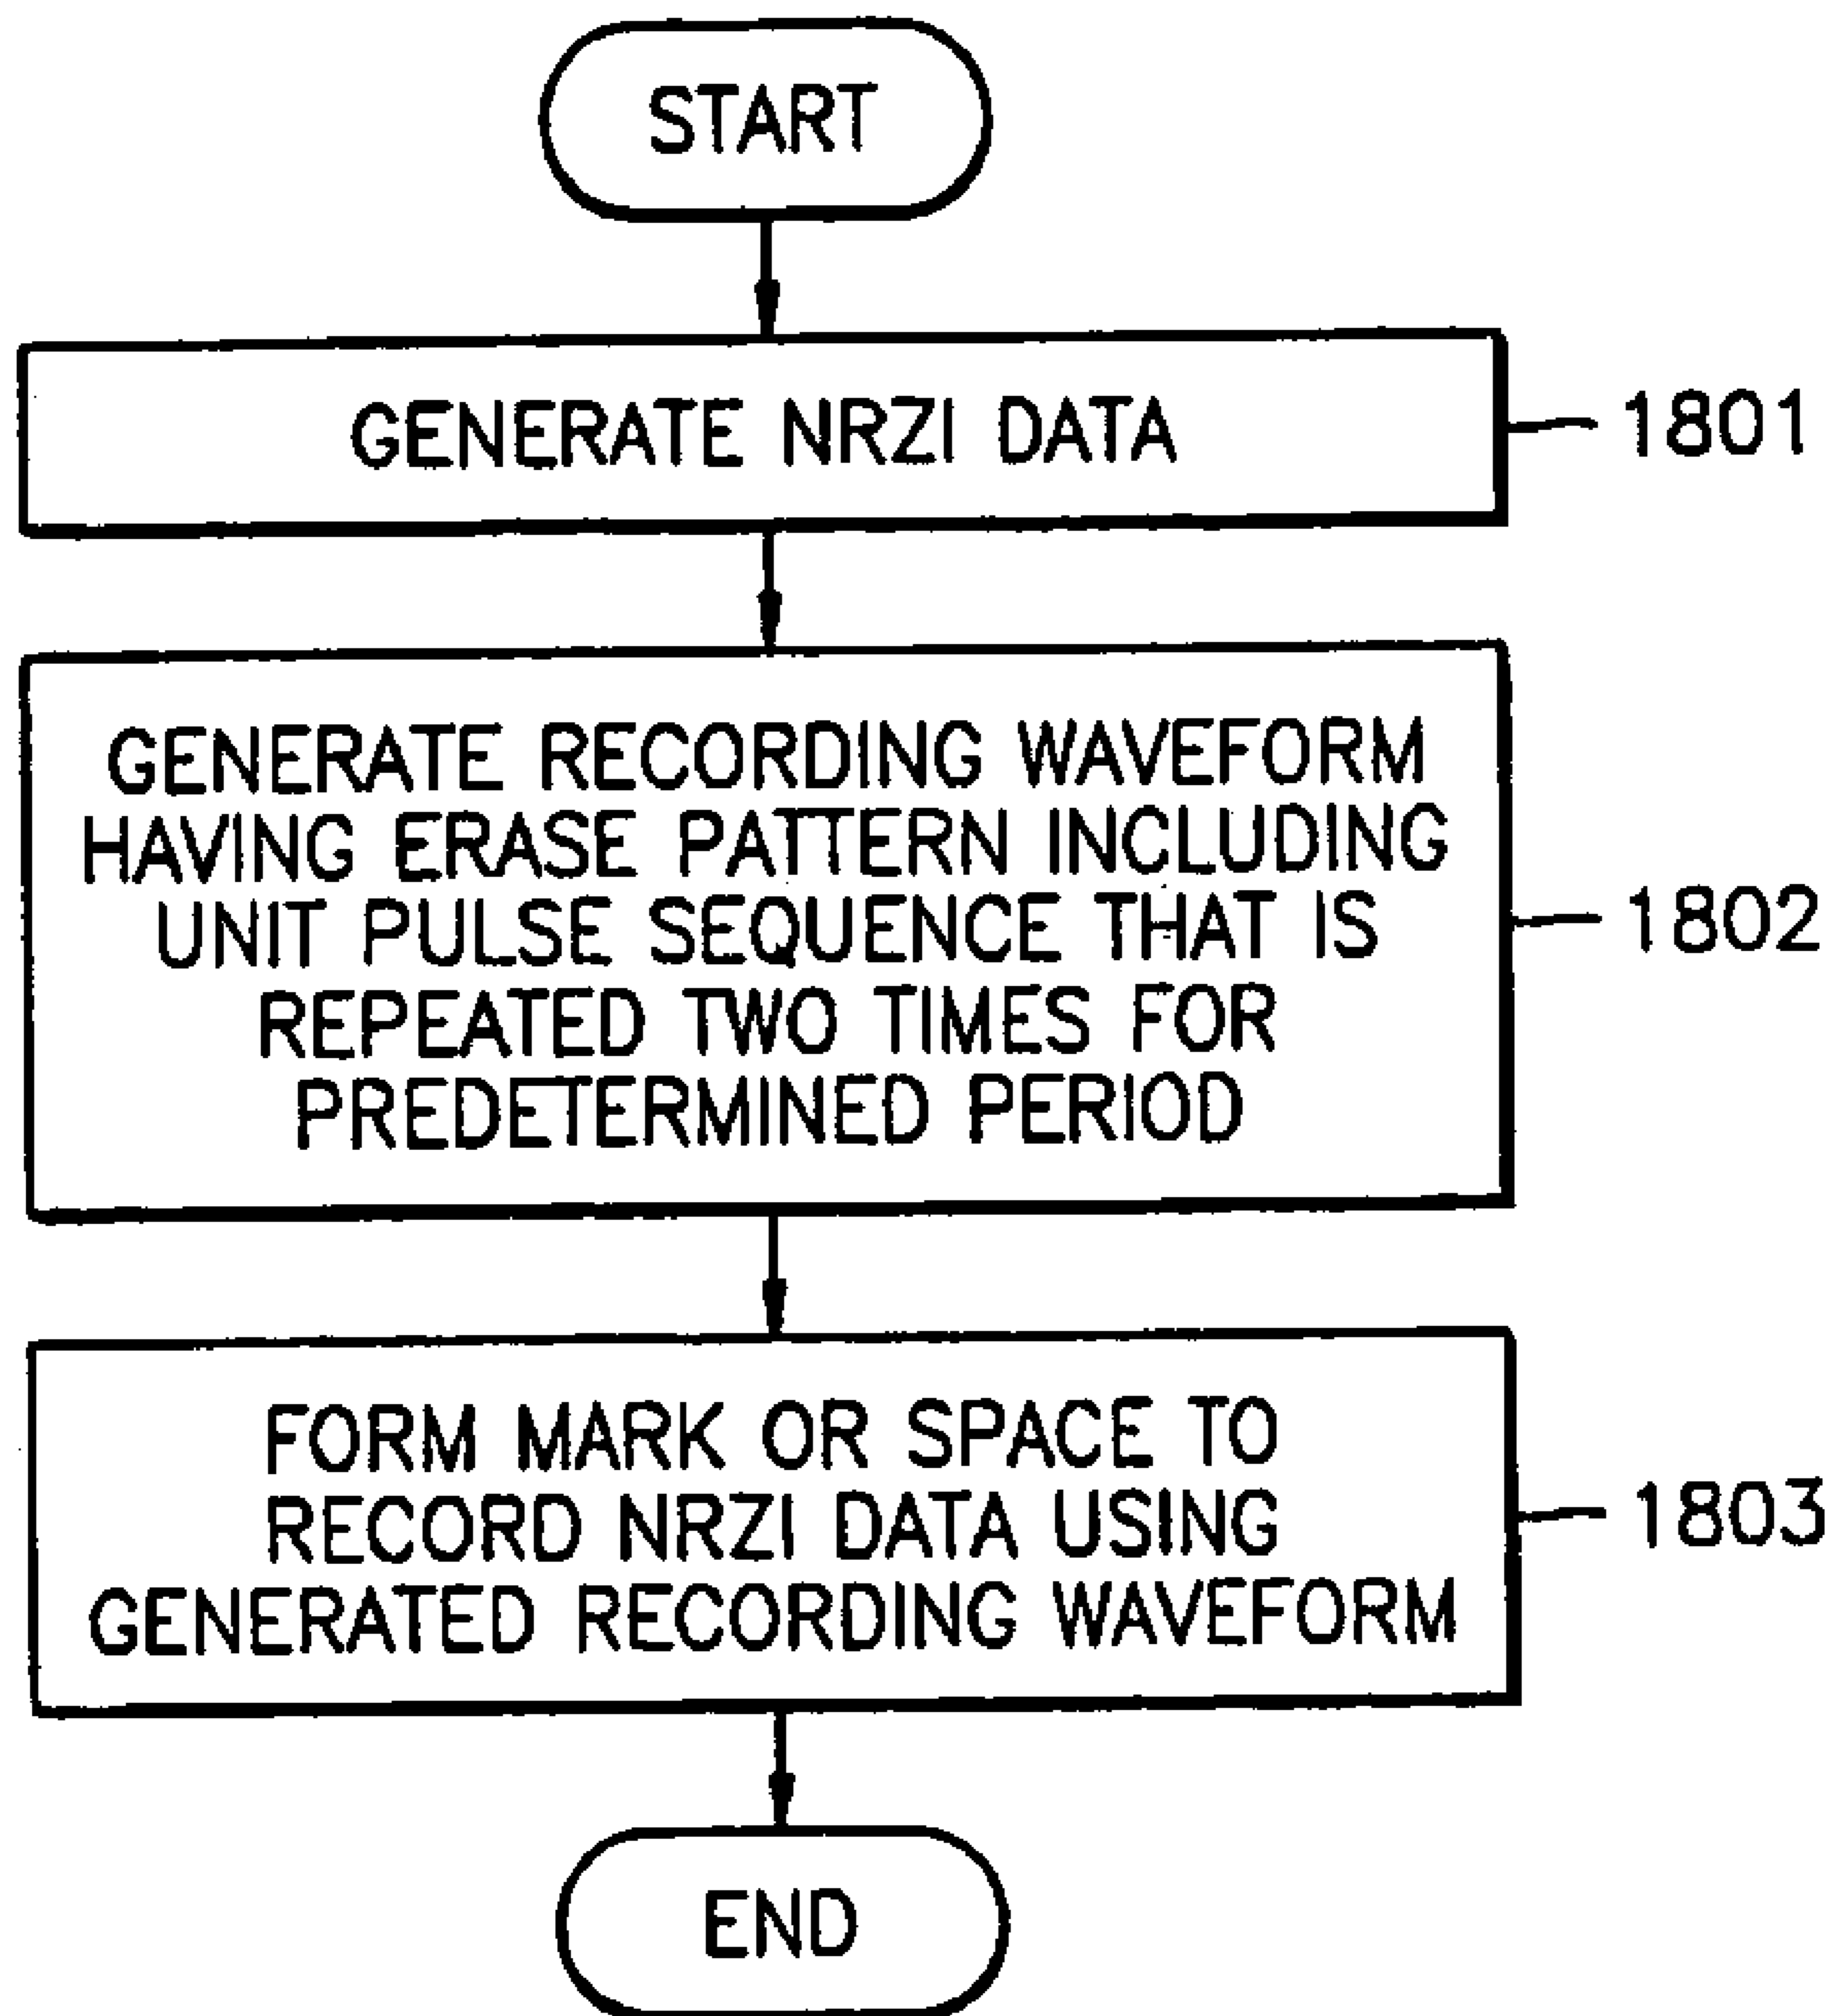 START
GENERATE NRZI DATA
1801
GENERATE RECORDING WAVEFORM
HAVING ERASE PATTERN INCLUDING
UNIT PULSE SEQUENCE THAT IS
REPEATED TWO TIMES FOR
PREDETERMINED PERIOD
1802
FORM MARK OR SPACE TO
RECORD NRZI DATA USING
GENERATED RECORDING WAVEFORM
1803
END